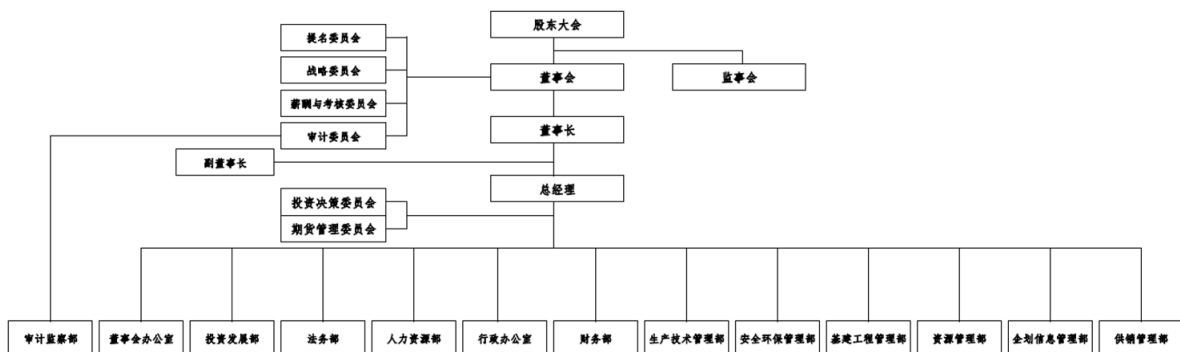 股东大会
提名委员会
战略委员会
董事会
监事会
薪酬与考核委员会
董事长
审计委员会
副董事长
总经理
投资决策委员会
期货管理委员会
审计监察部
董事会办公室
投资发展部
法务部
人力资源部
行政办公室
财务部
生产技术管理部
安全环保管理部
基建工程管理部
资源管理部
企划信息管理部
供销管理部